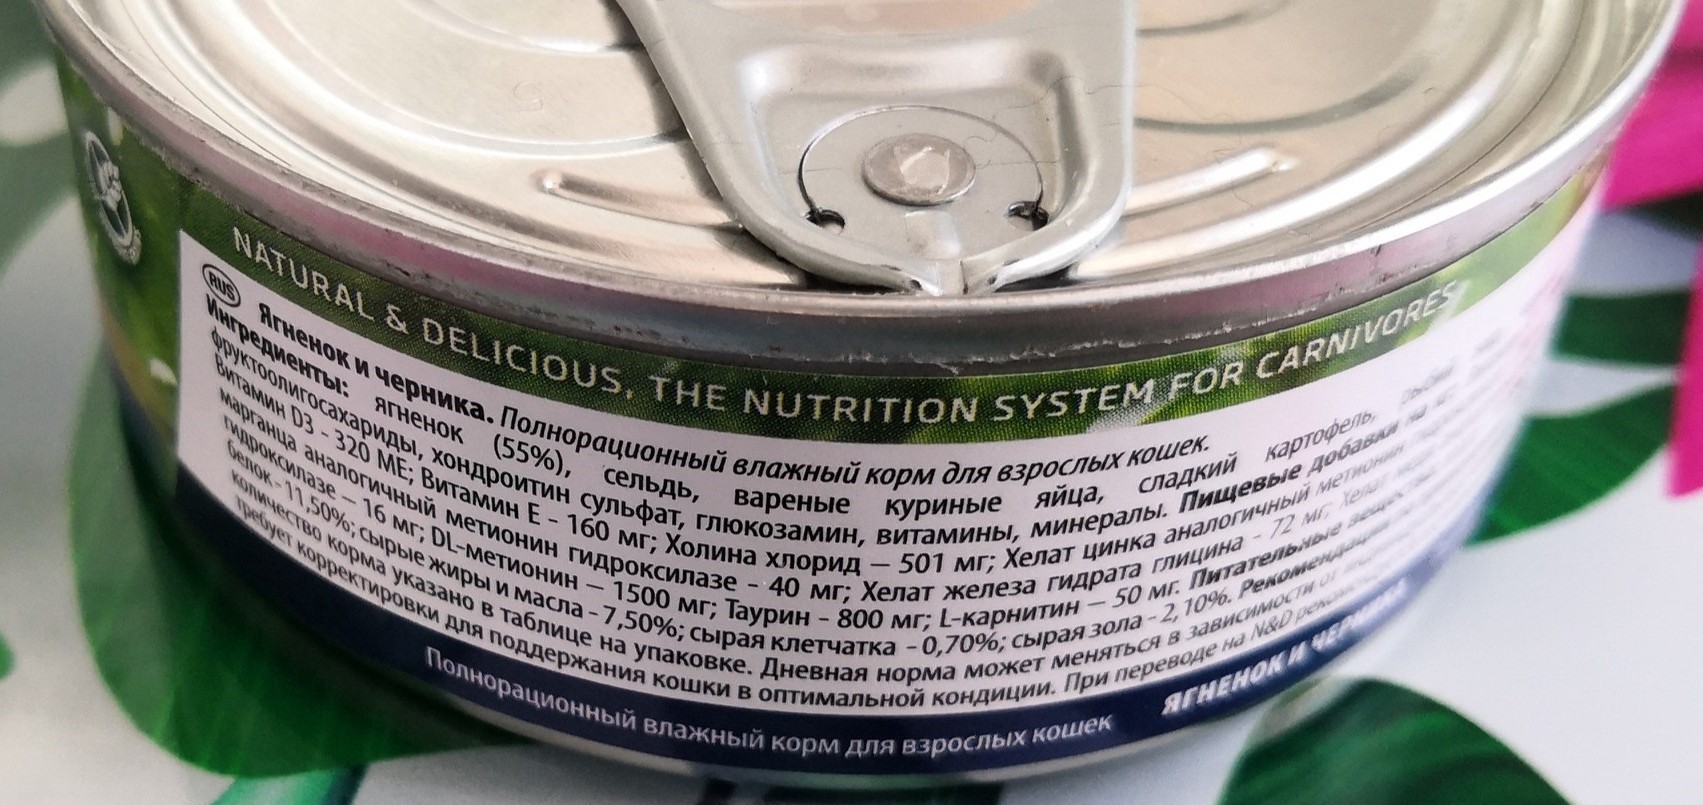 NATURAL & DELICIOUS, THE NUTRITION SYSTEM FOR CARNIVORES
RUS Ягненок и черника. Полнорационный влажный корм для взрослых кошек.
Ингредиенты: ягненок (55%), сельдь, вареные куриные яйца, сладкий картофель,
фруктоолигосахариды, хондроитин сульфат, глюкозамин, витамины, минералы. Пищевые добавки на кг:
Витамин D3 - 320 МЕ; Витамин Е - 160 мг; Холина хлорид – 501 мг; Хелат цинка аналогичный метионин
марганца аналогичный метионин гидроксилазе - 40 мг; Хелат железа гидрата глицина - 72 мг; Хелат
гидроксилазе – 16 мг; DL-метионин – 1500 мг; Таурин - 800 мг; L-карнитин – 50 мг. Питательные вещества:
белок - 11,50%; сырые жиры и масла - 7,50%; сырая клетчатка - 0,70%; сырая зола - 2,10%. Рекомендации
количество корма указано в таблице на упаковке. Дневная норма может меняться в зависимости от
требует корректировки для поддержания кошки в оптимальной кондиции. При переводе на N&D
Полнорационный влажный корм для взрослых кошек
ЯГНЕНОК И ЧЕРНИКА